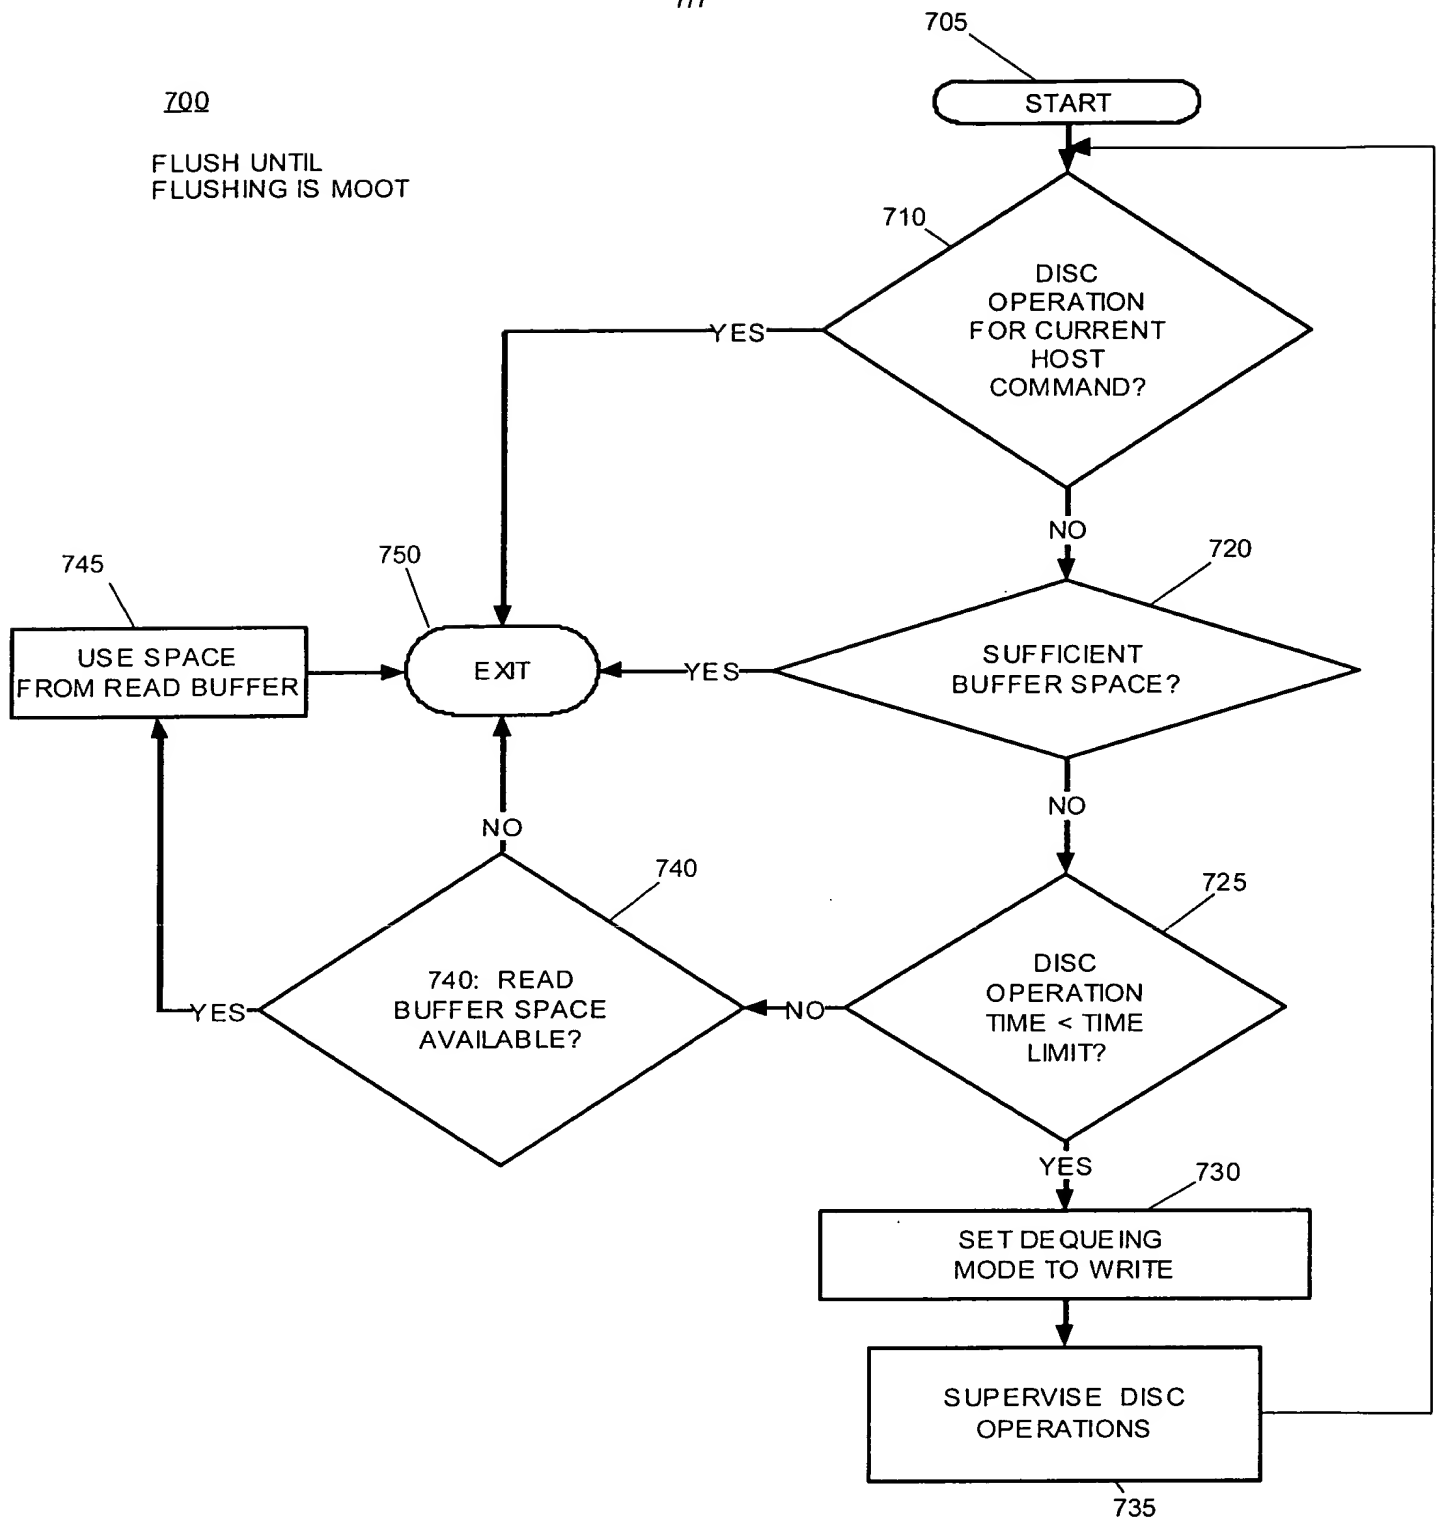 7/7
705
START
700
FLUSH UNTIL
FLUSHING IS MOOT
710
DISC
OPERATION
FOR CURRENT
HOST
COMMAND?
YES
NO
745
750
720
USE SPACE
FROM READ BUFFER
EXIT
YES
SUFFICIENT
BUFFER SPACE?
NO
NO
740
725
740: READ
BUFFER SPACE
AVAILABLE?
YES
NO
DISC
OPERATION
TIME < TIME
LIMIT?
YES
730
SET DEQUEING
MODE TO WRITE
SUPERVISE DISC
OPERATIONS
735